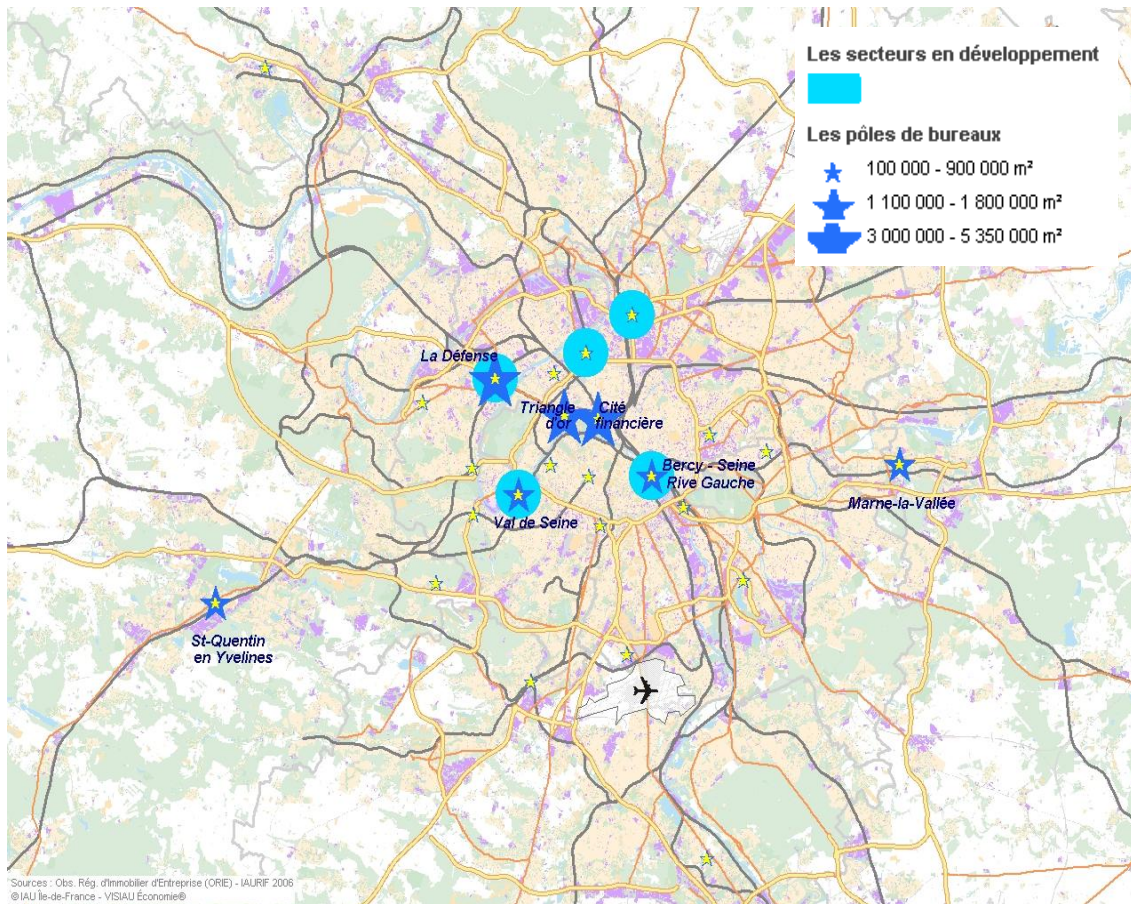 Les secteurs en développement
Les pôles de bureaux
100 000 - 900 000 m²
1 100 000 - 1 800 000 m²
3 000 000 - 5 350 000 m²
La Défense
Triangle
d'or
Cité
financière
Bercy - Seine
Rive Gauche
Marne-la-Vallée
Val de Seine
St-Quentin
en Yvelines
Sources : Obs. Rég. d'Immobilier d'Entreprise (ORIE) - IAURIF 2006
© IAU Île-de-France - VISIAU Économie®